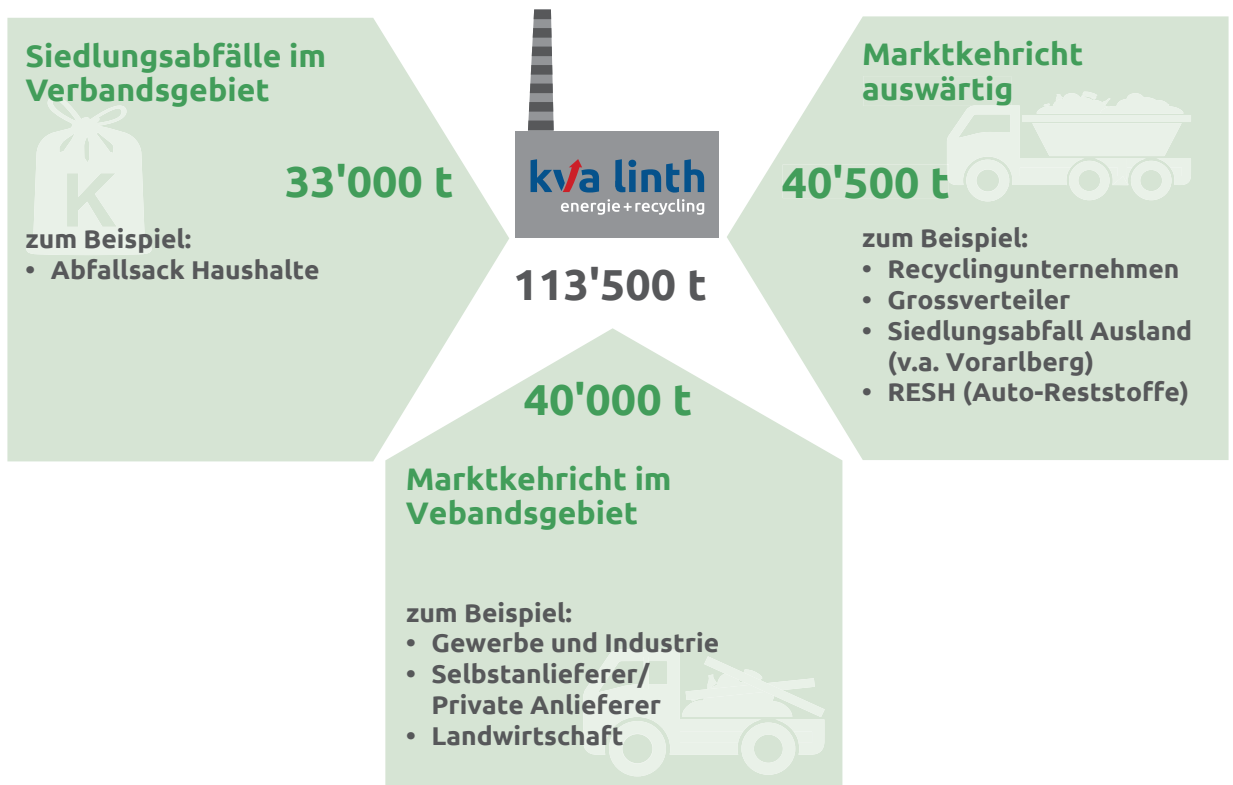 Siedlungsabfälle im
Verbandsgebiet
K
33'000 t
zum Beispiel:
• Abfallsack Haushalte
kva linth
energie+recycling
113'500 t
Marktkehricht
auswärtig
40'500 t
zum Beispiel:
• Recyclingunternehmen
• Grossverteiler
• Siedlungsabfall Ausland
(v.a. Vorarlberg)
• RESH (Auto-Reststoffe)
40'000 t
Marktkehricht im
Vebandsgebiet
zum Beispiel:
• Gewerbe und Industrie
• Selbstanlieferer/
Private Anlieferer
• Landwirtschaft